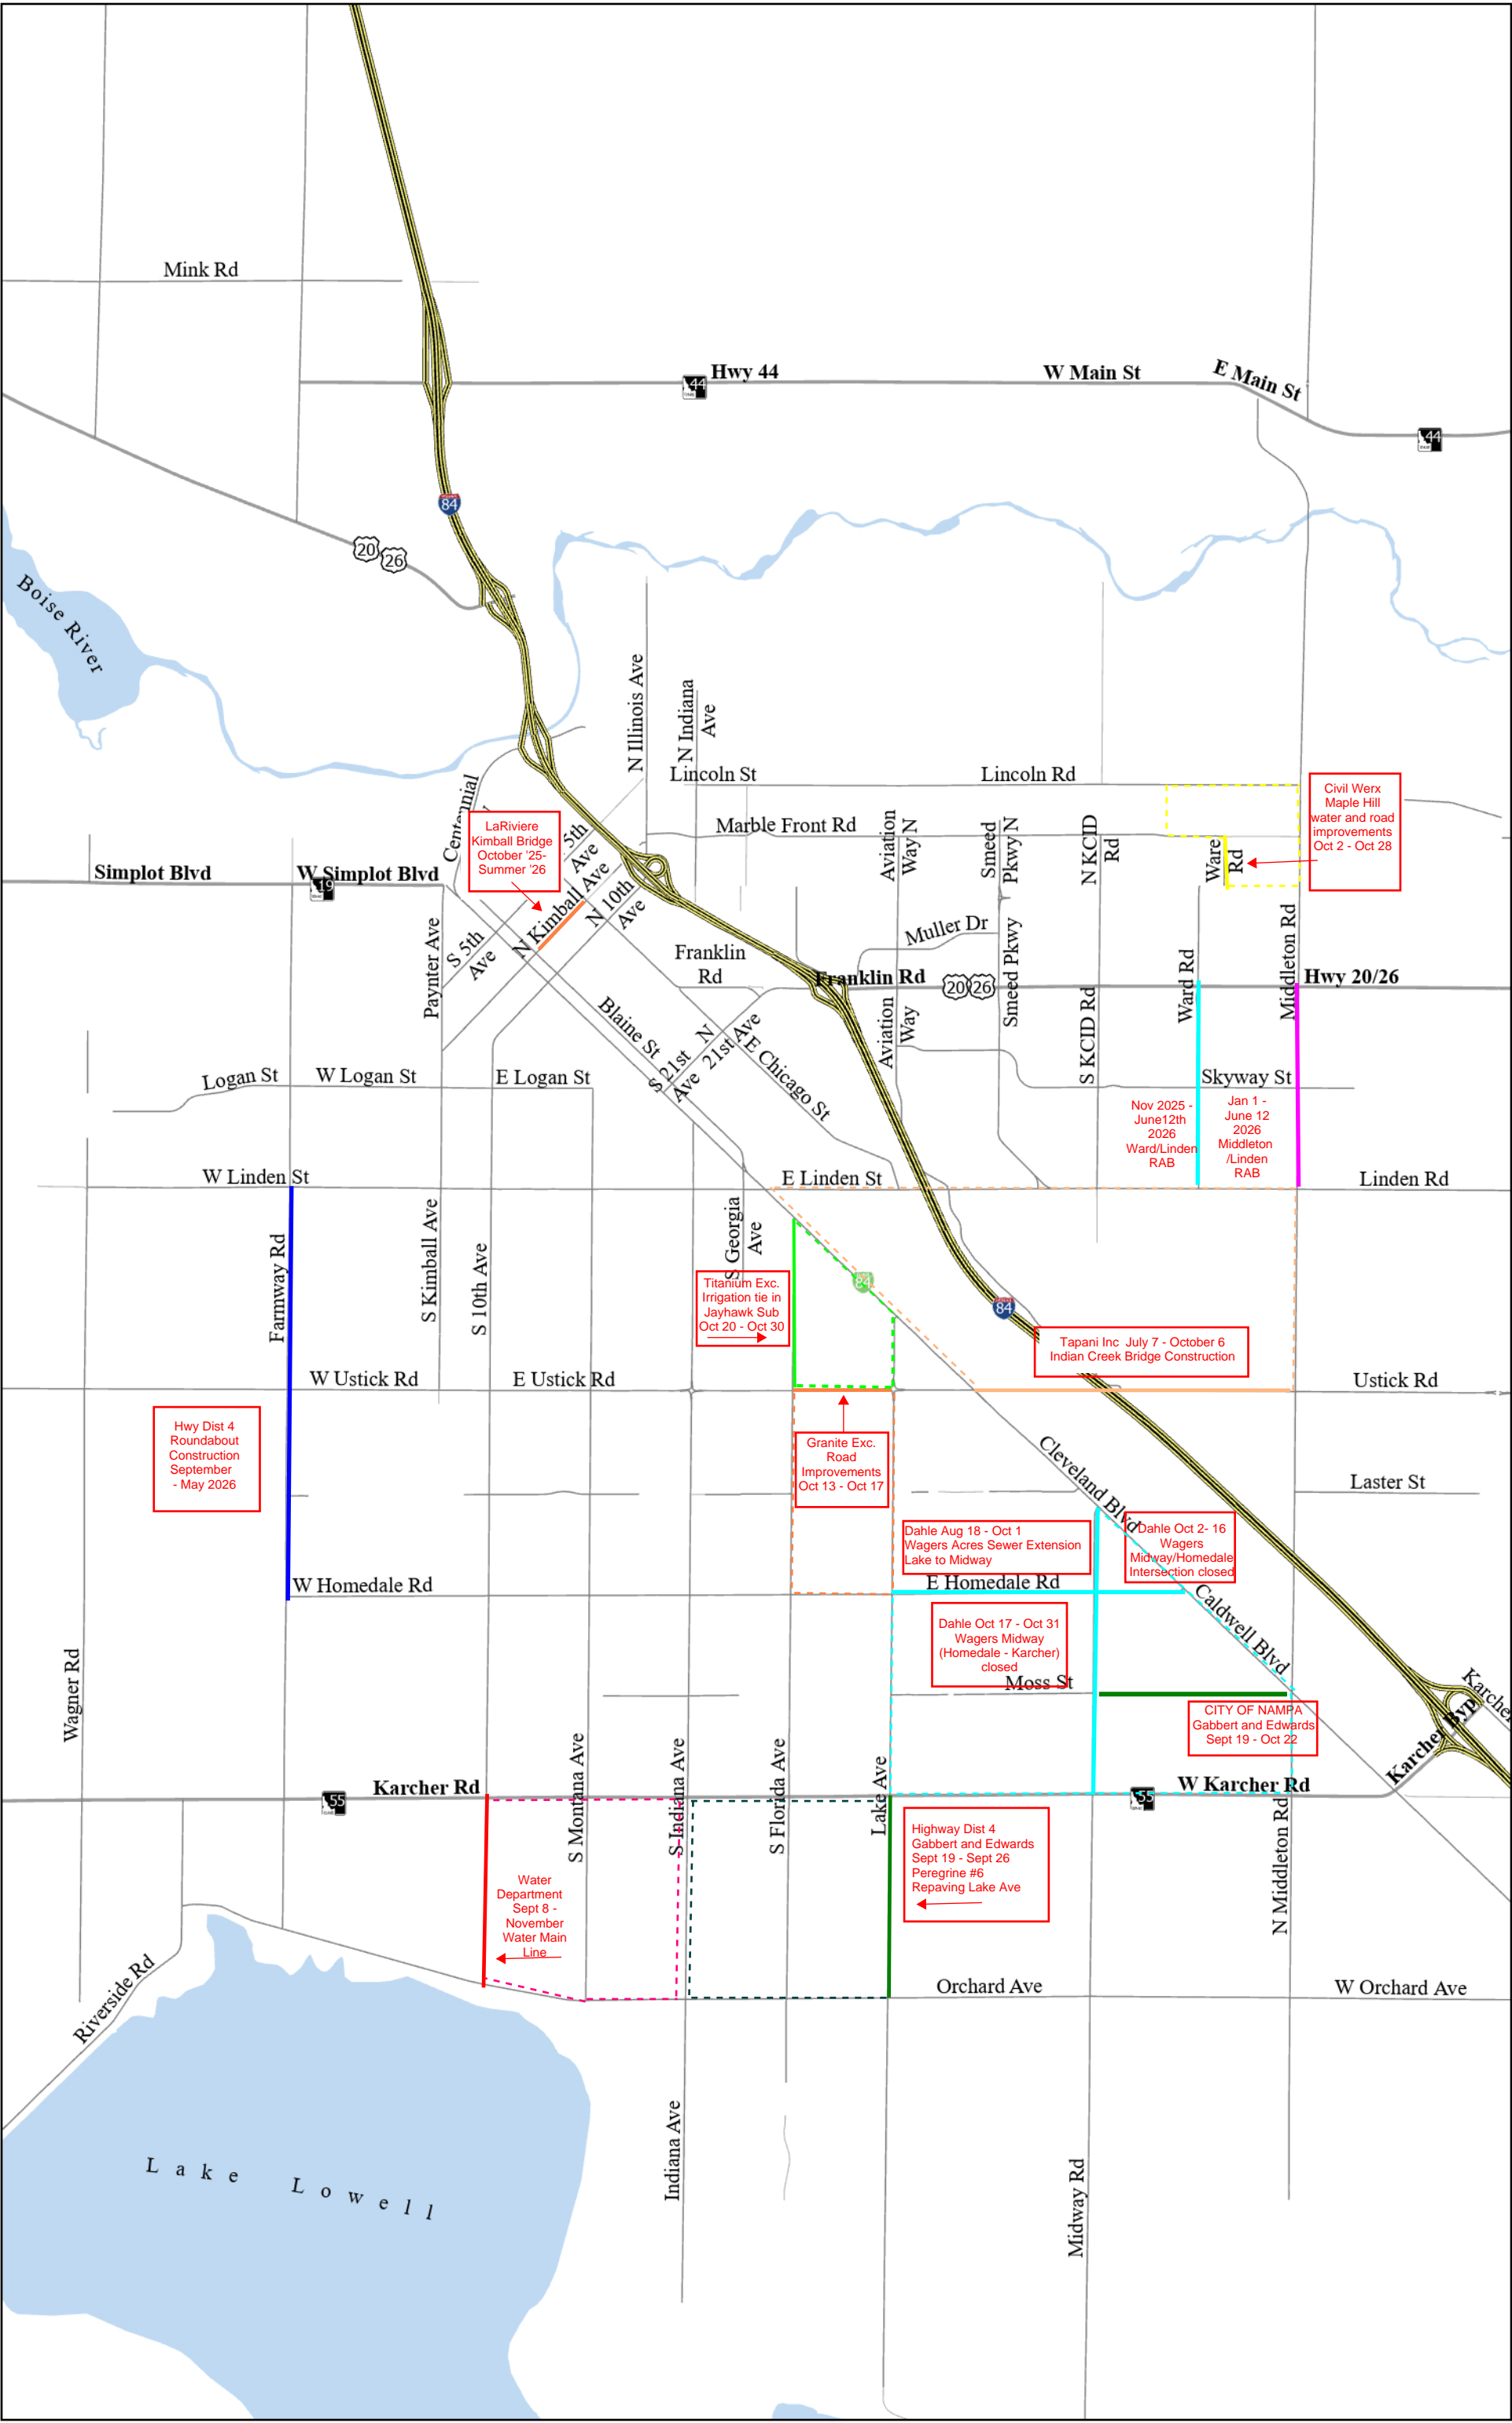 Mink Rd
Hwy 44
W Main St
E Main St
44
44
84
20
26
Boise River
N Illinois Ave
N Indiana
Ave
Lincoln St
Lincoln Rd
Centennial
Civil Werx
Maple Hill
water and road
improvements
Oct 2 - Oct 28
LaRiviere
Kimball Bridge
October '25-
Summer '26
5th
Ave
Marble Front Rd
Aviation
Way N
Smeed
Pkwy N
N KCID
Rd
Ware
Rd
Simplot Blvd
W Simplot Blvd
19
N Kimball Ave
N 10th
Ave
S 5th
Ave
Paynter Ave
Muller Dr
Franklin
Rd
Franklin Rd
20
26
Smeed Pkwy
Ward Rd
Middleton Rd
Hwy 20/26
Aviation
Way
S KCID Rd
Blaine St
N
21st Ave
S 21st
Ave
E Chicago St
Logan St
W Logan St
E Logan St
Skyway St
Nov 2025 -
June12th
2026
Ward/Linden
RAB
Jan 1 -
June 12
2026
Middleton
/Linden
RAB
W Linden St
E Linden St
Linden Rd
Farmway Rd
S Kimball Ave
S 10th Ave
S Georgia
Ave
Titanium Exc.
Irrigation tie in
Jayhawk Sub
Oct 20 - Oct 30
84
84
Tapani Inc July 7 - October 6
Indian Creek Bridge Construction
W Ustick Rd
E Ustick Rd
Ustick Rd
Hwy Dist 4
Roundabout
Construction
September
- May 2026
Granite Exc.
Road
Improvements
Oct 13 - Oct 17
Cleveland Blvd
Laster St
Dahle Aug 18 - Oct 1
Wagers Acres Sewer Extension
Lake to Midway
Dahle Oct 2- 16
Wagers
Midway/Homedale
Intersection closed
W Homedale Rd
E Homedale Rd
Caldwell Blvd
Dahle Oct 17 - Oct 31
Wagers Midway
(Homedale - Karcher)
closed
Moss St
Wagner Rd
CITY OF NAMPA
Gabbert and Edwards
Sept 19 - Oct 22
Karcher
Karcher Byp
Karcher Rd
55
S Montana Ave
S Indiana Ave
S Florida Ave
Lake Ave
55
W Karcher Rd
N Middleton Rd
Highway Dist 4
Gabbert and Edwards
Sept 19 - Sept 26
Peregrine #6
Repaving Lake Ave
Water
Department
Sept 8 -
November
Water Main
Line
Riverside Rd
Orchard Ave
W Orchard Ave
Lake Lowell
Indiana Ave
Midway Rd